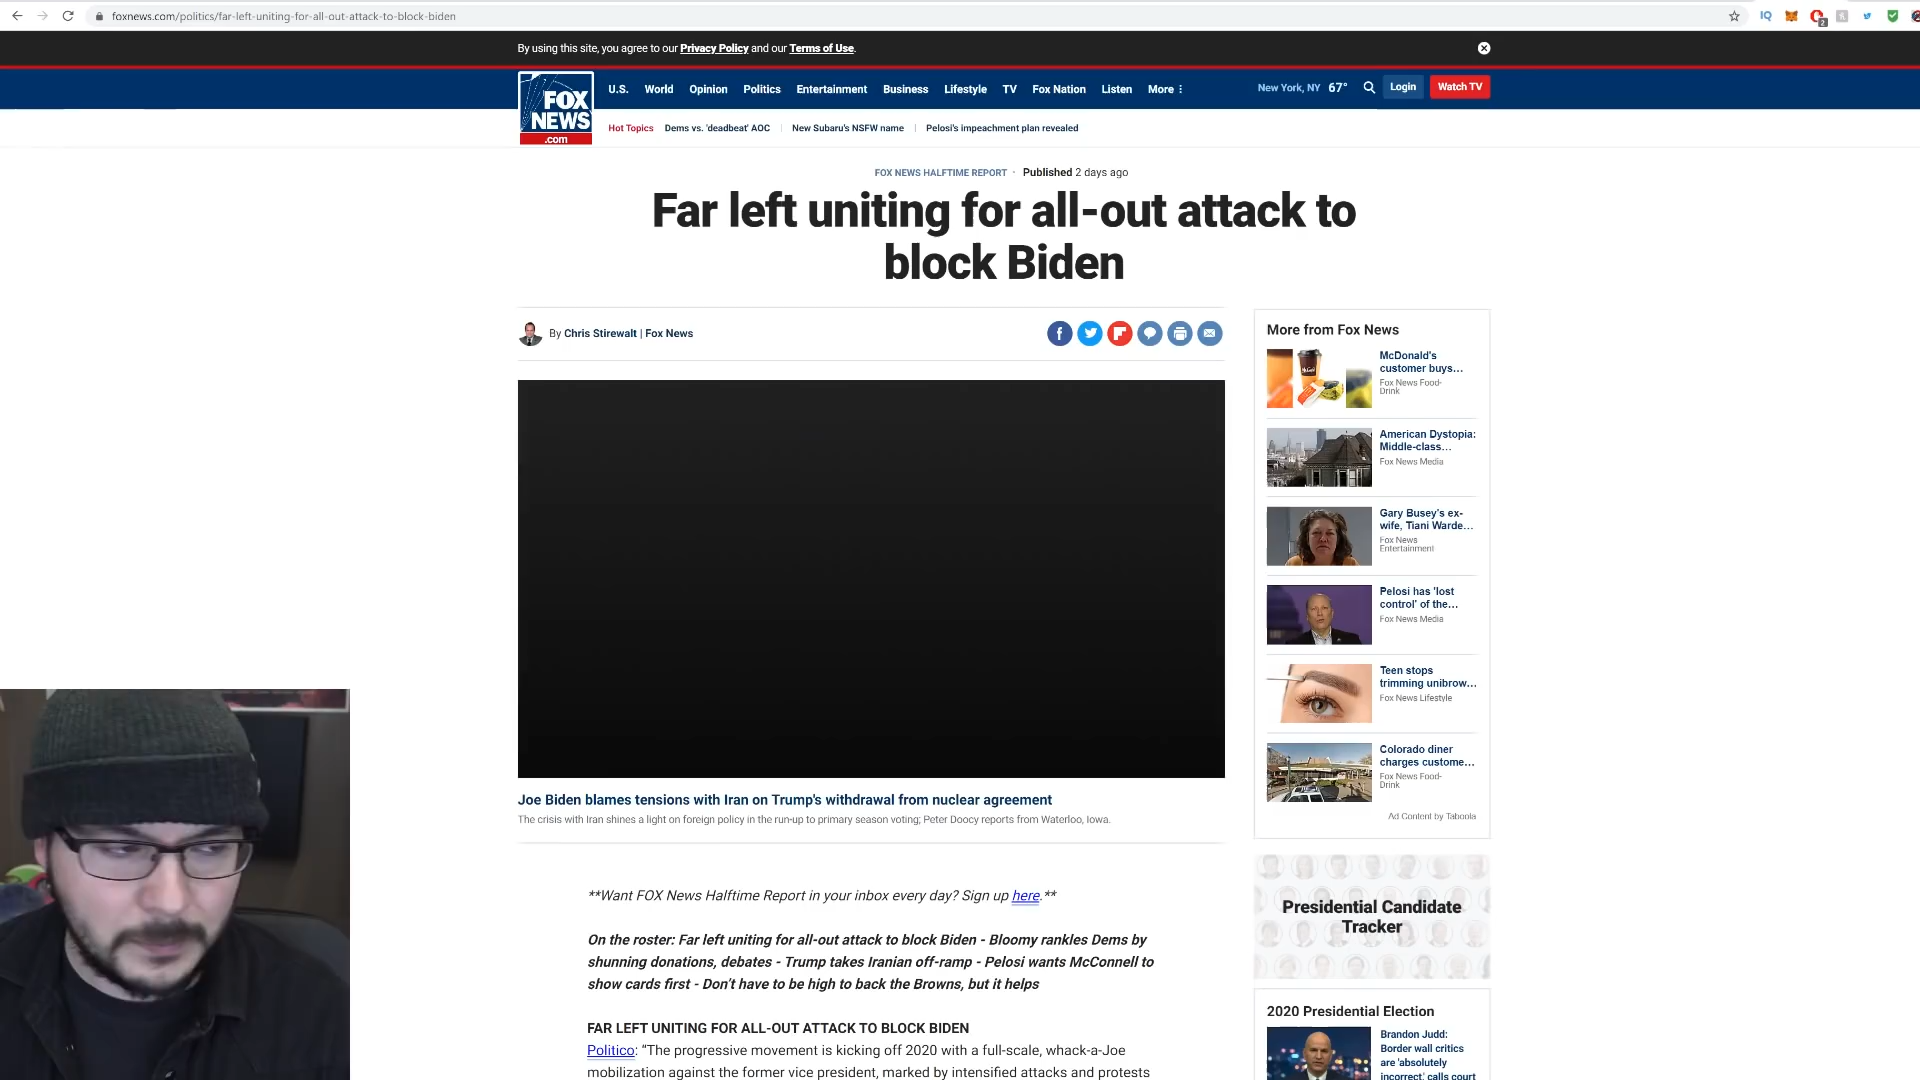 foxnews.com/politics/far-left-uniting-for-all-out-attack-to-block-biden
IQ
2
By using this site, you agree to our Privacy Policy and our Terms of Use.
FOX
NEWS
.com
U.S. World Opinion Politics Entertainment Business Lifestyle TV Fox Nation Listen More
New York, NY 67° Login Watch TV
Hot Topics Dems vs. 'deadbeat' AOC New Subaru's NSFW name Pelosi's impeachment plan revealed
FOX NEWS HALFTIME REPORT · Published 2 days ago
Far left uniting for all-out attack to
block Biden
By Chris Stirewalt | Fox News
Joe Biden blames tensions with Iran on Trump's withdrawal from nuclear agreement
The crisis with Iran shines a light on foreign policy in the run-up to primary season voting; Peter Doocy reports from Waterloo, Iowa.
**Want FOX News Halftime Report in your inbox every day? Sign up here.**
On the roster: Far left uniting for all-out attack to block Biden - Bloomy rankles Dems by
shunning donations, debates - Trump takes Iranian off-ramp - Pelosi wants McConnell to
show cards first - Don't have to be high to back the Browns, but it helps
FAR LEFT UNITING FOR ALL-OUT ATTACK TO BLOCK BIDEN
Politico: “The progressive movement is kicking off 2020 with a full-scale, whack-a-Joe
mobilization against the former vice president, marked by intensified attacks and protests
More from Fox News
McDonald's
customer buys...
Fox News Food-
Drink
American Dystopia:
Middle-class...
Fox News Media
Gary Busey's ex-
wife, Tiani Warde...
Fox News
Entertainment
Pelosi has 'lost
control' of the...
Fox News Media
Teen stops
trimming unibrow...
Fox News Lifestyle
Colorado diner
charges custome...
Fox News Food-
Drink
Ad Content by Taboola
Presidential Candidate
Tracker
2020 Presidential Election
Brandon Judd:
Border wall critics
are 'absolutely
incorrect,' calls court